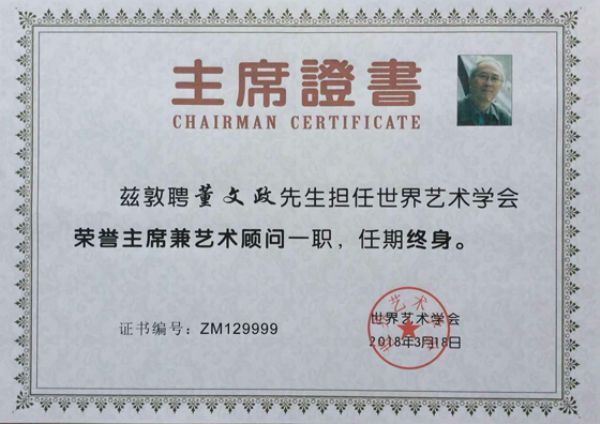 主席證書
CHAIRMAN CERTIFICATE
兹敦聘董文政先生担任世界艺术学会
荣誉主席兼艺术顾问一职，任期终身。
世界艺术学会
证书编号：ZM129999
2018年3月18日